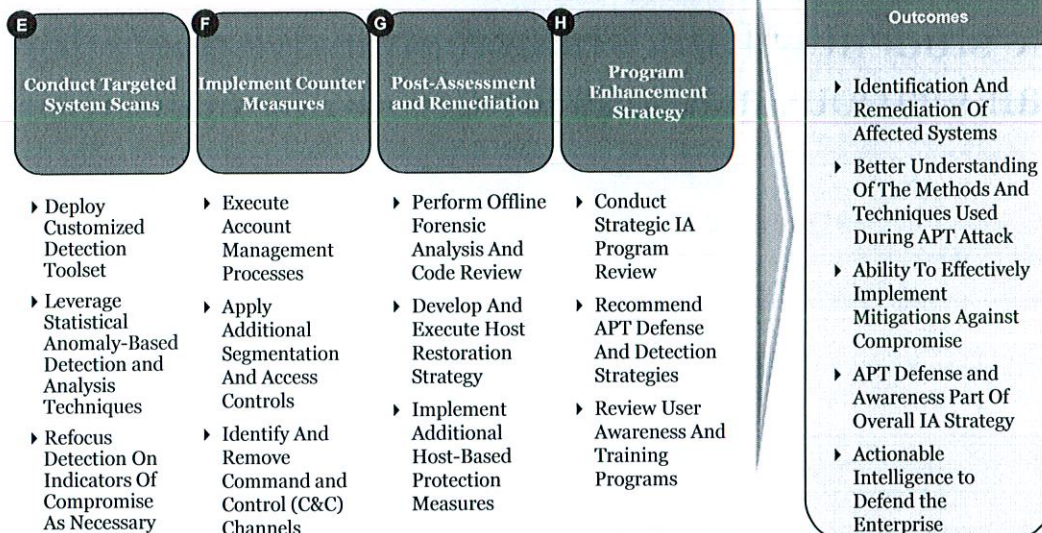 E
Conduct Targeted
System Scans
Deploy
Customized
Detection
Toolset
Leverage
Statistical
Anomaly-Based
Detection and
Analysis
Techniques
Refocus
Detection On
Indicators Of
Compromise
As Necessary
F
Implement Counter
Measures
Execute
Account
Management
Processes
Apply
Additional
Segmentation
And Access
Controls
Identify And
Remove
Command and
Control (C&C)
Channels
G
Post-Assessment
and Remediation
Perform Offline
Forensic
Analysis And
Code Review
Develop And
Execute Host
Restoration
Strategy
Implement
Additional
Host-Based
Protection
Measures
H
Program
Enhancement
Strategy
Conduct
Strategic IA
Program
Review
Recommend
APT Defense
And Detection
Strategies
Review User
Awareness And
Training
Programs
Outcomes
Identification And
Remediation Of
Affected Systems
Better Understanding
Of The Methods And
Techniques Used
During APT Attack
Ability To Effectively
Implement
Mitigations Against
Compromise
APT Defense and
Awareness Part Of
Overall IA Strategy
Actionable
Intelligence to
Defend the
Enterprise